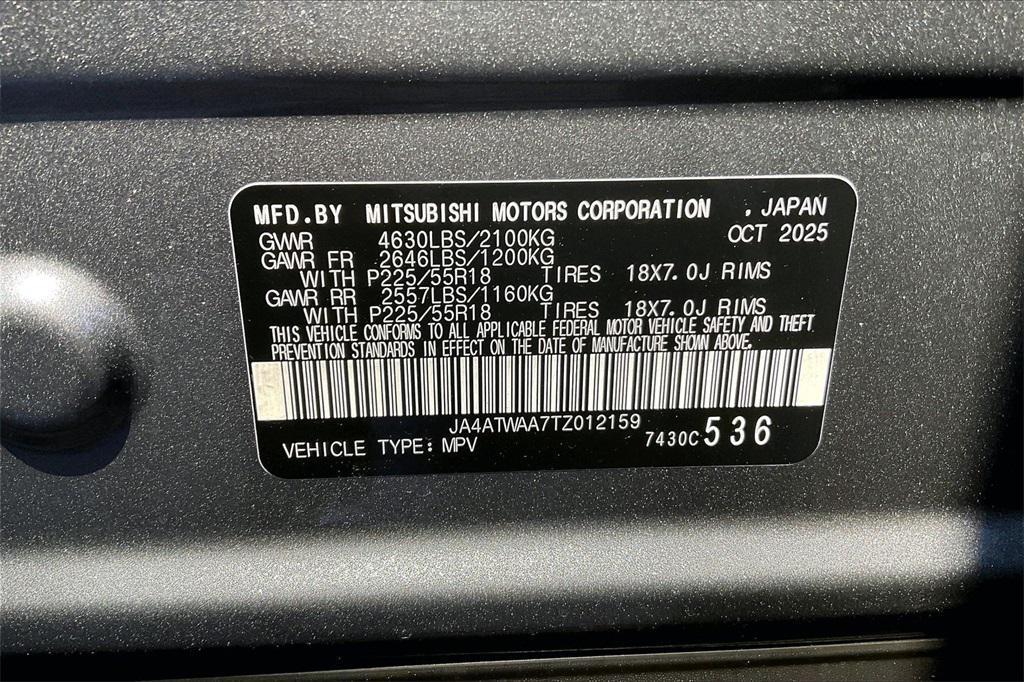 MFD.BY MITSUBISHI MOTORS CORPORATION , JAPAN
OCT 2025
GVWR 4630LBS/2100KG
GAWR FR 2646LBS/1200KG
WITH P225/55R18 TIRES 18X7.0J RIMS
GAWR RR 2557LBS/1160KG
WITH P225/55R18 TIRES 18X7.0J RIMS
THIS VEHICLE CONFORMS TO ALL APPLICABLE FEDERAL MOTOR VEHICLE SAFETY AND THEFT
PREVENTION STANDARDS IN EFFECT ON THE DATE OF MANUFACTURE SHOWN ABOVE.
JA4ATWAA7TZ012159
VEHICLE TYPE: MPV 7430C 536